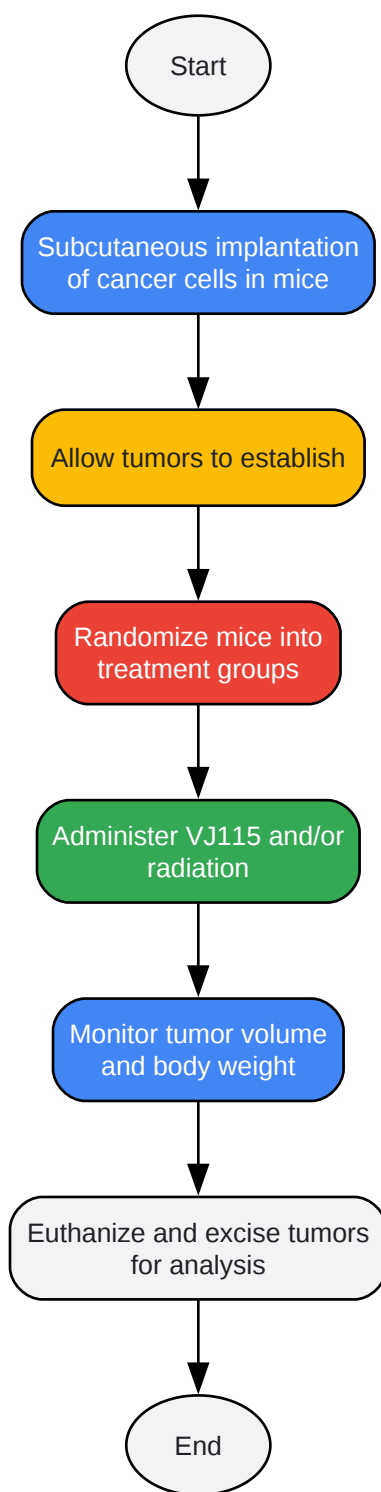 Start
Subcutaneous implantation
of cancer cells in mice
Allow tumors to establish
Randomize mice into
treatment groups
Administer VJ115 and/or
radiation
Monitor tumor volume
and body weight
Euthanize and excise tumors
for analysis
End